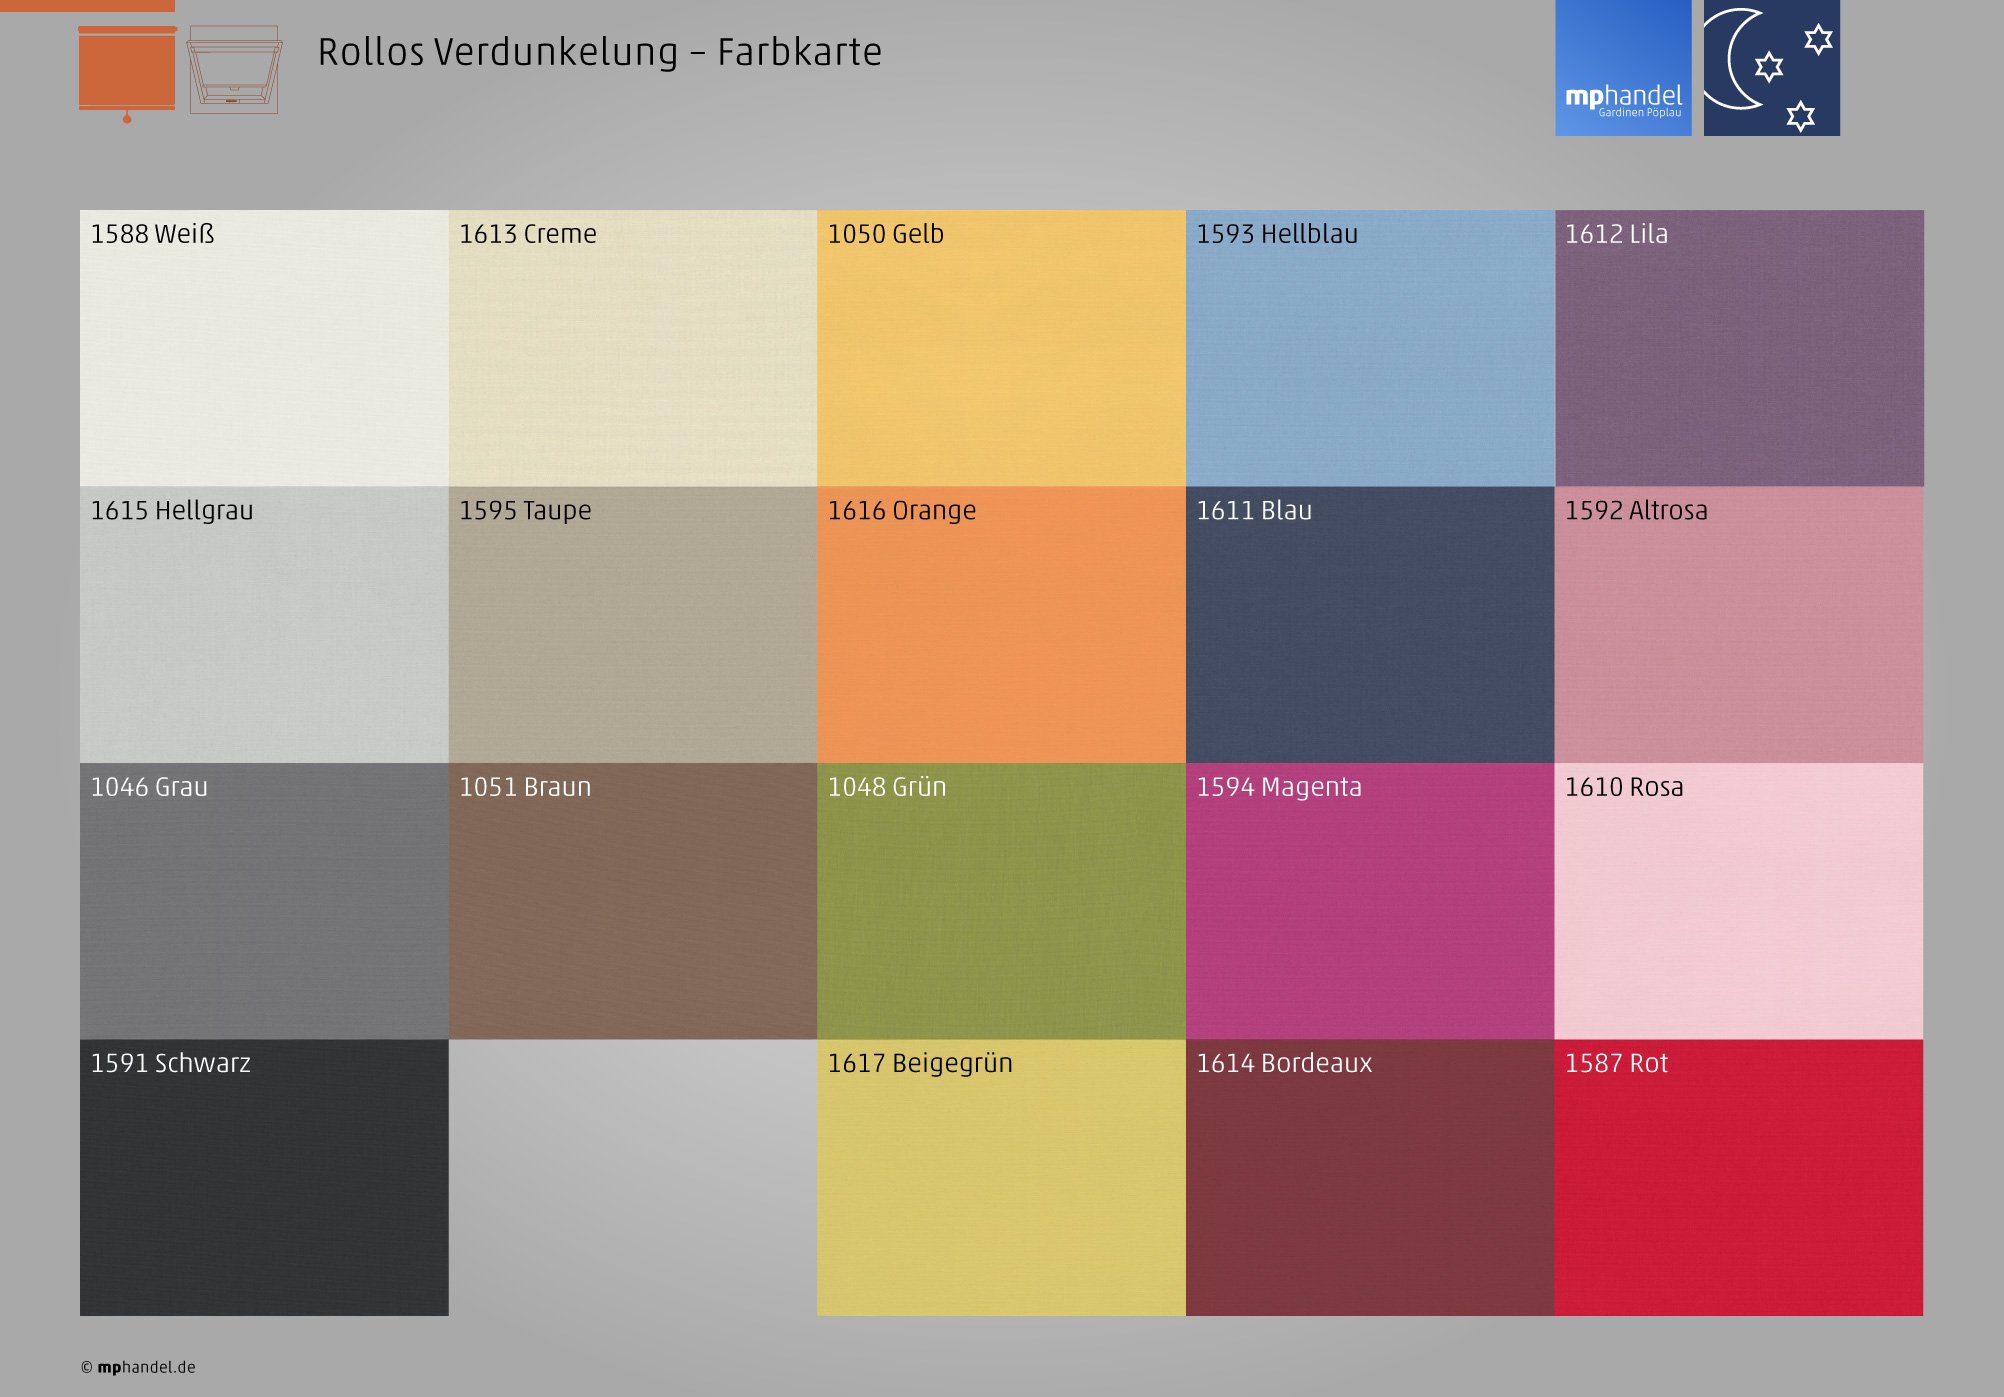 Rollos Verdunkelung – Farbkarte
mphandel
Gardinen Pöplau
1588 Weiß
1613 Creme
1050 Gelb
1593 Hellblau
1612 Lila
1615 Hellgrau
1595 Taupe
1616 Orange
1611 Blau
1592 Altrosa
1046 Grau
1051 Braun
1048 Grün
1594 Magenta
1610 Rosa
1591 Schwarz
1617 Beigegrün
1614 Bordeaux
1587 Rot
© mphandel.de